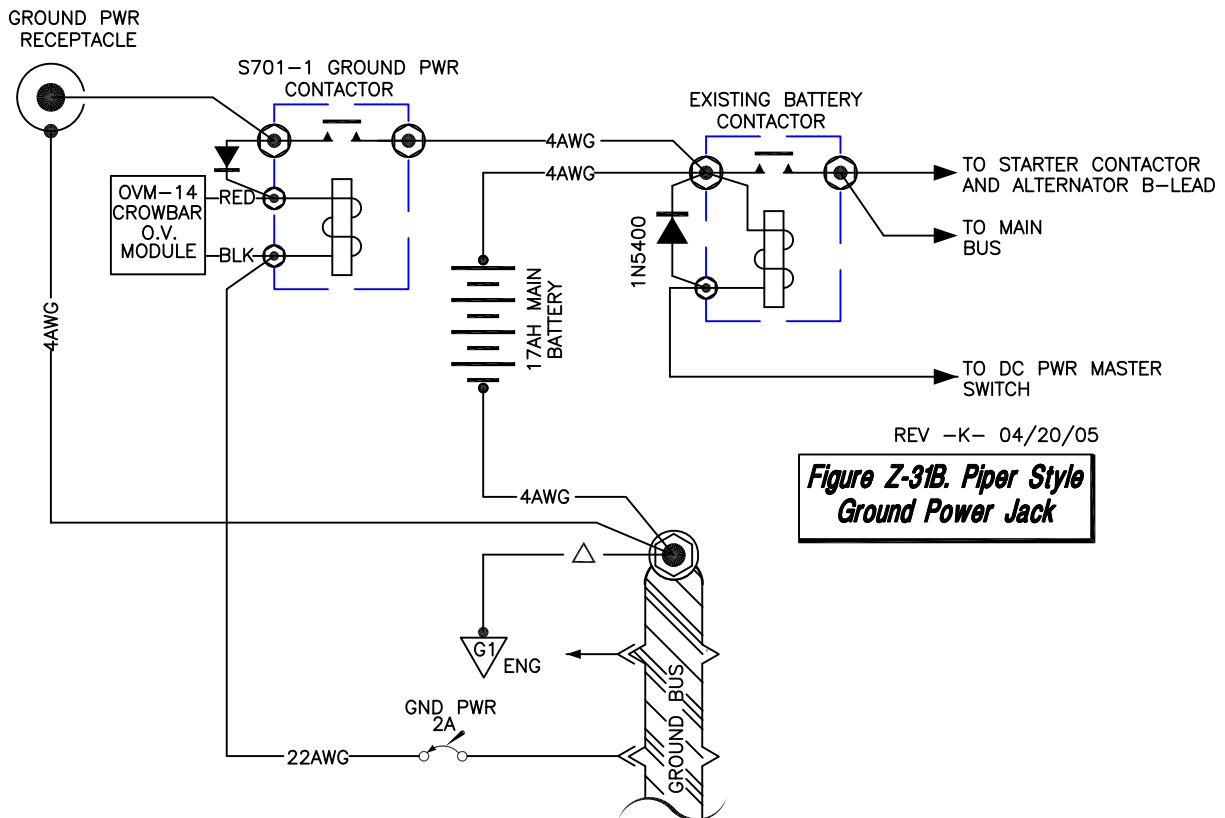 GROUND PWR
RECEPTACLE
S701-1 GROUND PWR
CONTACTOR
EXISTING BATTERY
CONTACTOR
4AWG
4AWG
TO STARTER CONTACTOR
AND ALTERNATOR B-LEAD
OVM-14
CROWBAR
O.V.
MODULE
RED
BLK
TO MAIN
BUS
1N5400
4AWG
17AH MAIN
BATTERY
TO DC PWR MASTER
SWITCH
REV -K- 04/20/05
Figure Z-31B. Piper Style
Ground Power Jack
4AWG
G1
ENG
GROUND BUS
GND PWR
2A
22AWG